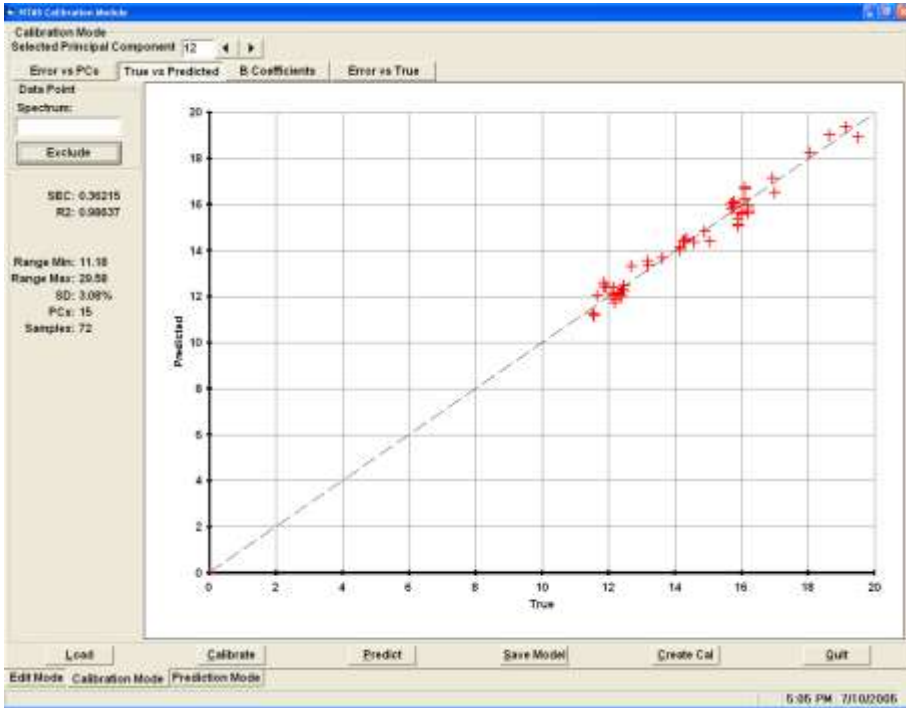 Calibration Module
Calibration Mode
Selected Principal Component 12
Error vs PCs True vs Predicted B Coefficients Error vs True
Data Point
Spectrum:
Exclude
SEC: 0.36215
R2: 0.98637
Range Min: 11.18
Range Max: 20.50
SD: 3.08%
PCs: 15
Samples: 72
20
18
16
14
12
10
8
6
4
2
0
Predicted
0 2 4 6 8 10 12 14 16 18 20
True
Load Calibrate Predict Save Model Create Cal Quit
Edit Mode Calibration Mode Prediction Mode
5:05 PM 7/10/2006